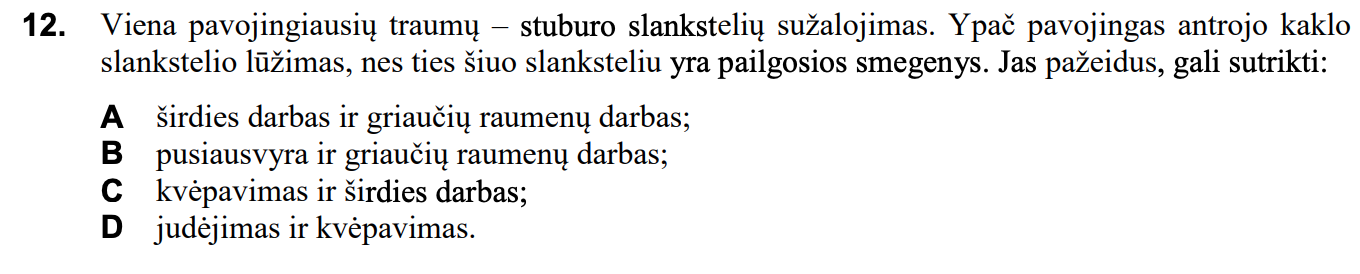 12. Viena pavojingiausių traumų – stuburo slankstelių sužalojimas. Ypač pavojingas antrojo kaklo
slankstelio lūžimas, nes ties šiuo slanksteliu yra pailgosios smegenys. Jas pažeidus, gali sutrikti:
A širdies darbas ir griaučių raumenų darbas;
B pusiausvyra ir griaučių raumenų darbas;
C kvėpavimas ir širdies darbas;
D judėjimas ir kvėpavimas.